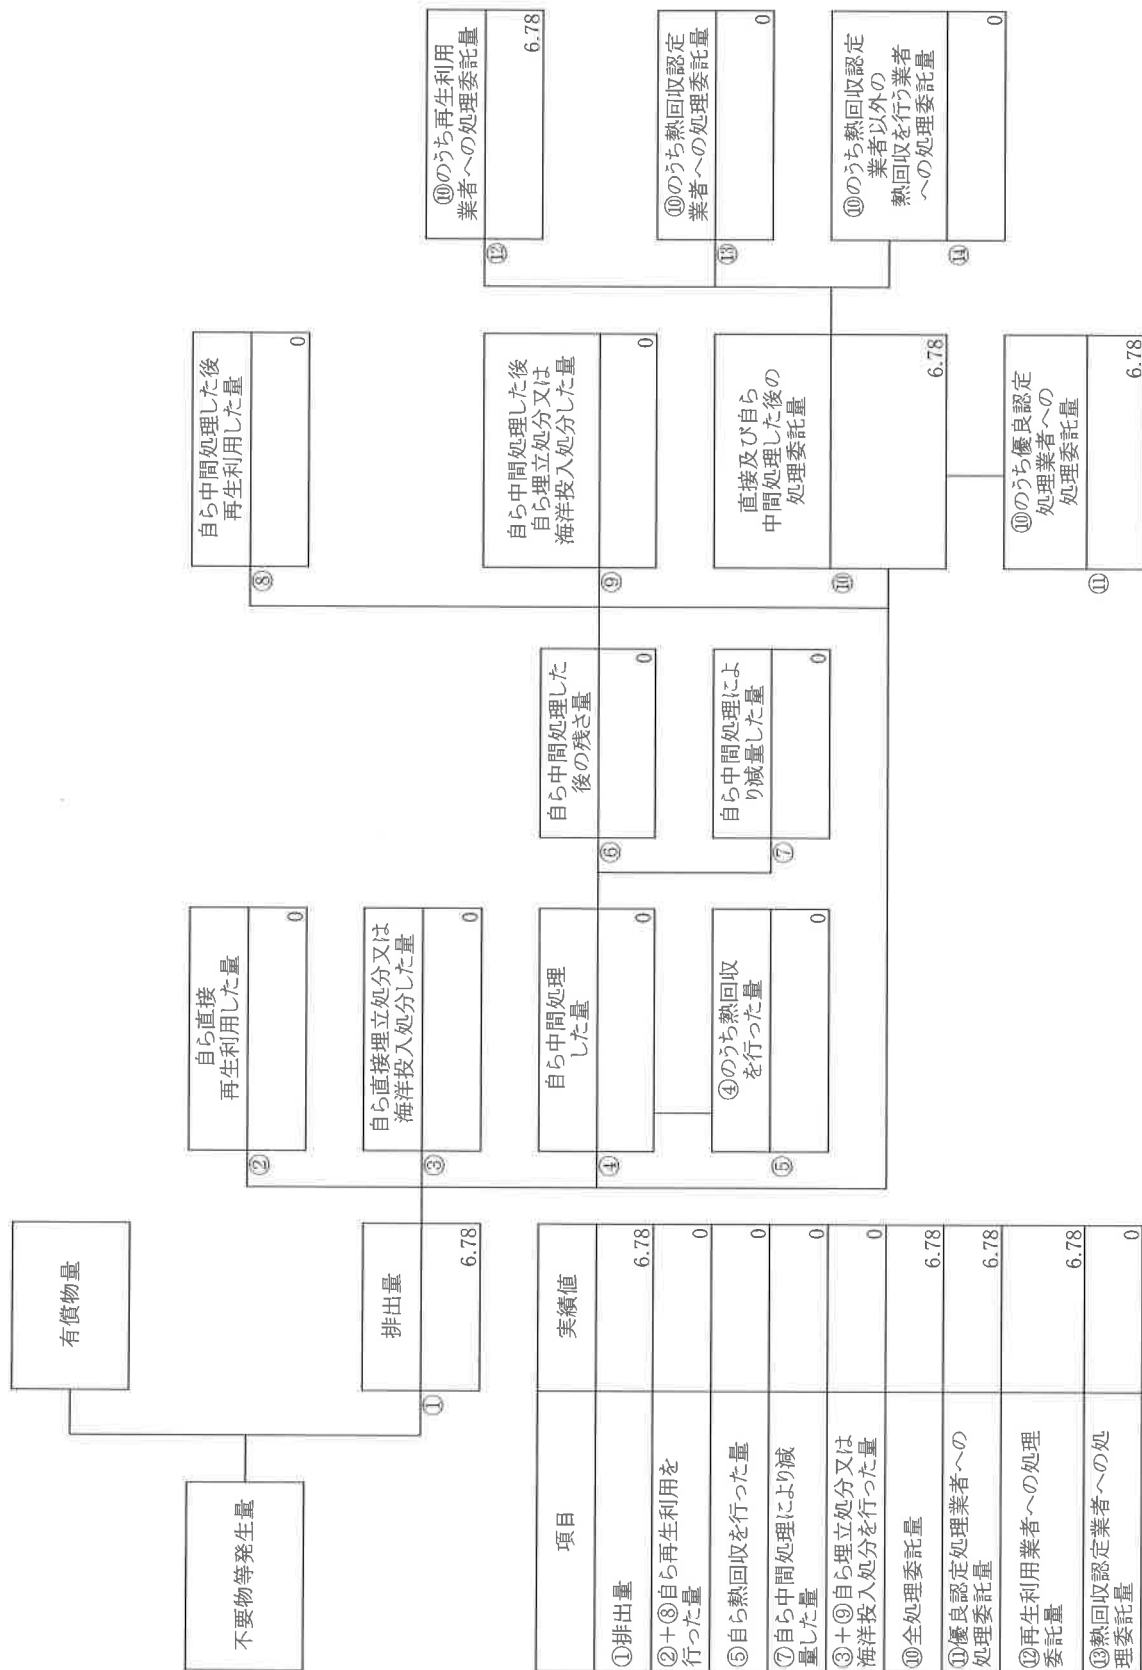 不要物等発生量
有償物量
排出量
①
6.78
自ら直接
再生利用した量
②
0
自ら直接埋立処分又は
海洋投入処分した量
③
0
自ら中間処理
した量
④
0
④のうち熱回収
を行った量
⑤
0
自ら中間処理した
後の残さ量
⑥
0
自ら中間処理によ
り減量した量
⑦
0
自ら中間処理した後
再生利用した量
⑧
0
自ら中間処理した後
自ら埋立処分又は
海洋投入処分した量
⑨
0
直接及び自ら
中間処理した後の
処理委託量
⑩
6.78
⑩のうち優良認定
処理業者への
処理委託量
⑪
6.78
⑩のうち再生利用
業者への処理委託量
⑫
6.78
⑩のうち熱回収認定
業者への処理委託量
⑬
0
⑩のうち熱回収認定
業者以外の
熱回収を行う業者
への処理委託量
⑭
0
項目 実績値
①排出量 6.78
②+⑧自ら再生利用を
行った量 0
⑤自ら熱回収を行った量 0
⑦自ら中間処理により減
量した量 0
③+⑨自ら埋立処分又は
海洋投入処分を行った量 0
⑩全処理委託量 6.78
⑪優良認定処理業者への
処理委託量 6.78
⑫再生利用業者への処理
委託量 6.78
⑬熱回収認定業者への処
理委託量 0